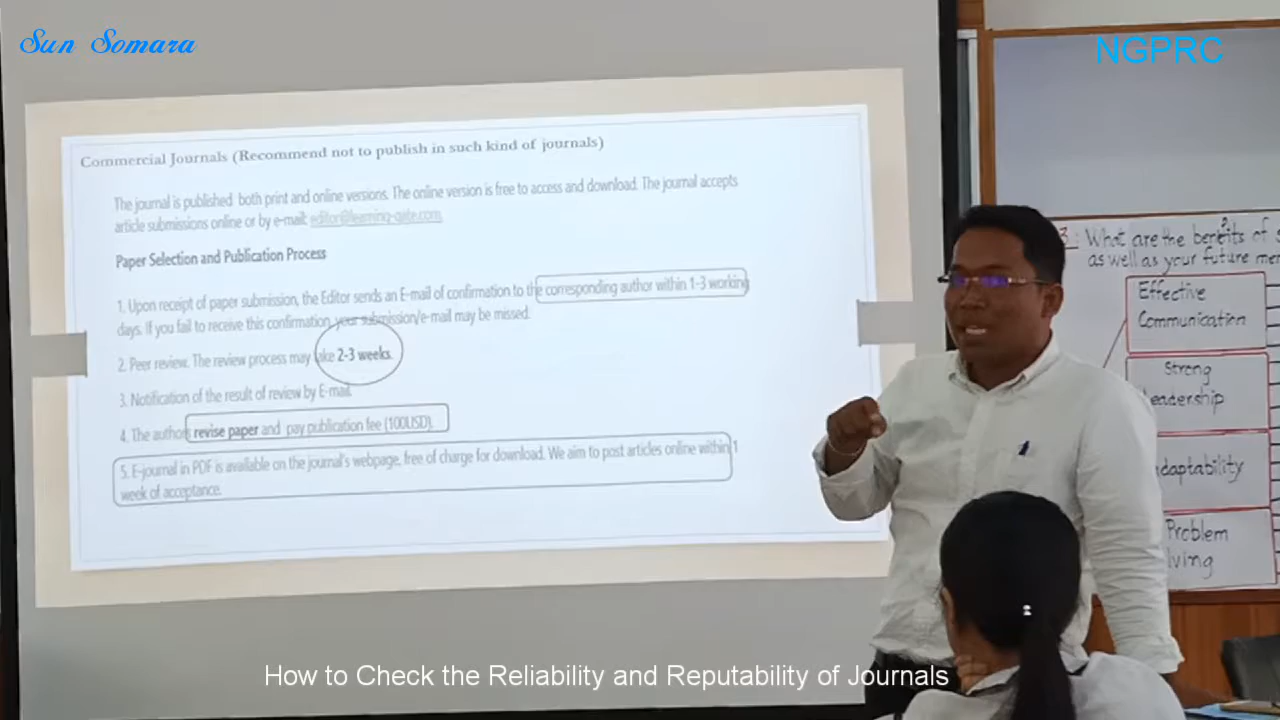 Sun Somara
NGPRC
Commercial Journals (Recommend not to publish in such kind of journals)
The journal is published both print and online versions. The online version is free to access and download. The journal accepts
article submissions online or by e-mail: editor@learning-gate.com.
Paper Selection and Publication Process
1. Upon receipt of paper submission, the Editor sends an E-mail of confirmation to the corresponding author within 1-3 working
days. If you fail to receive this confirmation, your submission/e-mail may be missed.
2. Peer review. The review process may take 2-3 weeks.
3. Notification of the result of review by E-mail.
4. The authors revise paper and pay publication fee (100USD).
5. E-journal in PDF is available on the journal's webpage, free of charge for download. We aim to post articles online within 1
week of acceptance.
3: What are the benefits of
as well as your future
Effective
Communication
Strong
Leadership
Adaptability
Problem
How to Check the Reliability and Reputability of Journals